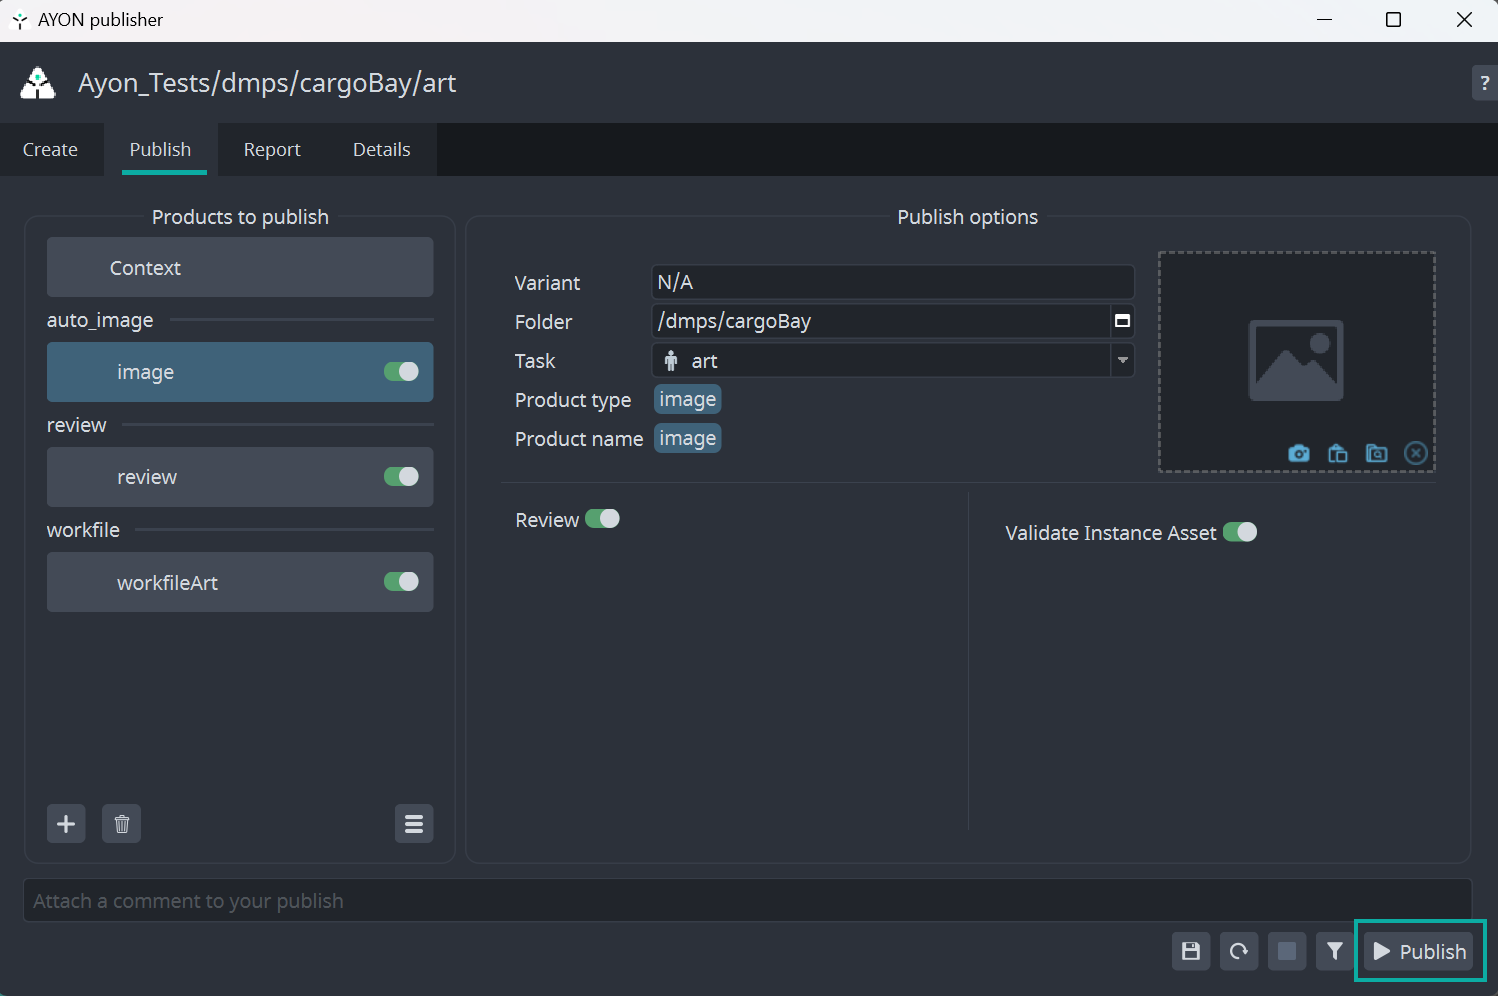 AYON publisher
Ayon_Tests/dmps/cargoBay/art
?
Create Publish Report Details
Products to publish
Context
auto_image
image
review
review
workfile
workfileArt
Publish options
Variant N/A
Folder /dmps/cargoBay
Task art
Product type image
Product name image
Review
Validate Instance Asset
Attach a comment to your publish
Publish